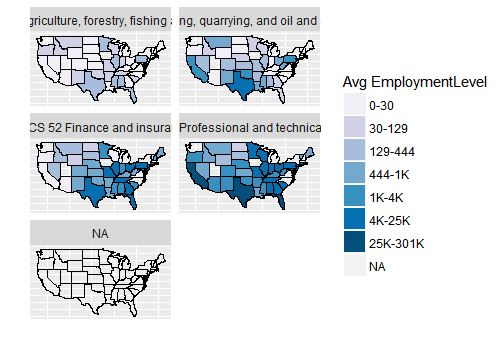 griculture, forestry, fishing a
ng, quarrying, and oil and
CS 52 Finance and insura
Professional and technica
NA
Avg EmploymentLevel
0-30
30-129
129-444
444-1K
1K-4K
4K-25K
25K-301K
NA